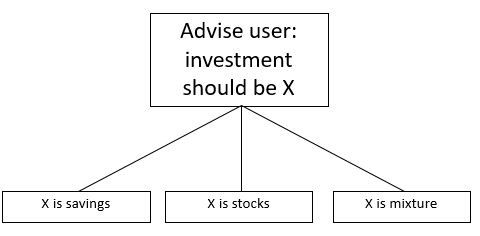 Advise user:
investment
should be X
X is savings
X is stocks
X is mixture